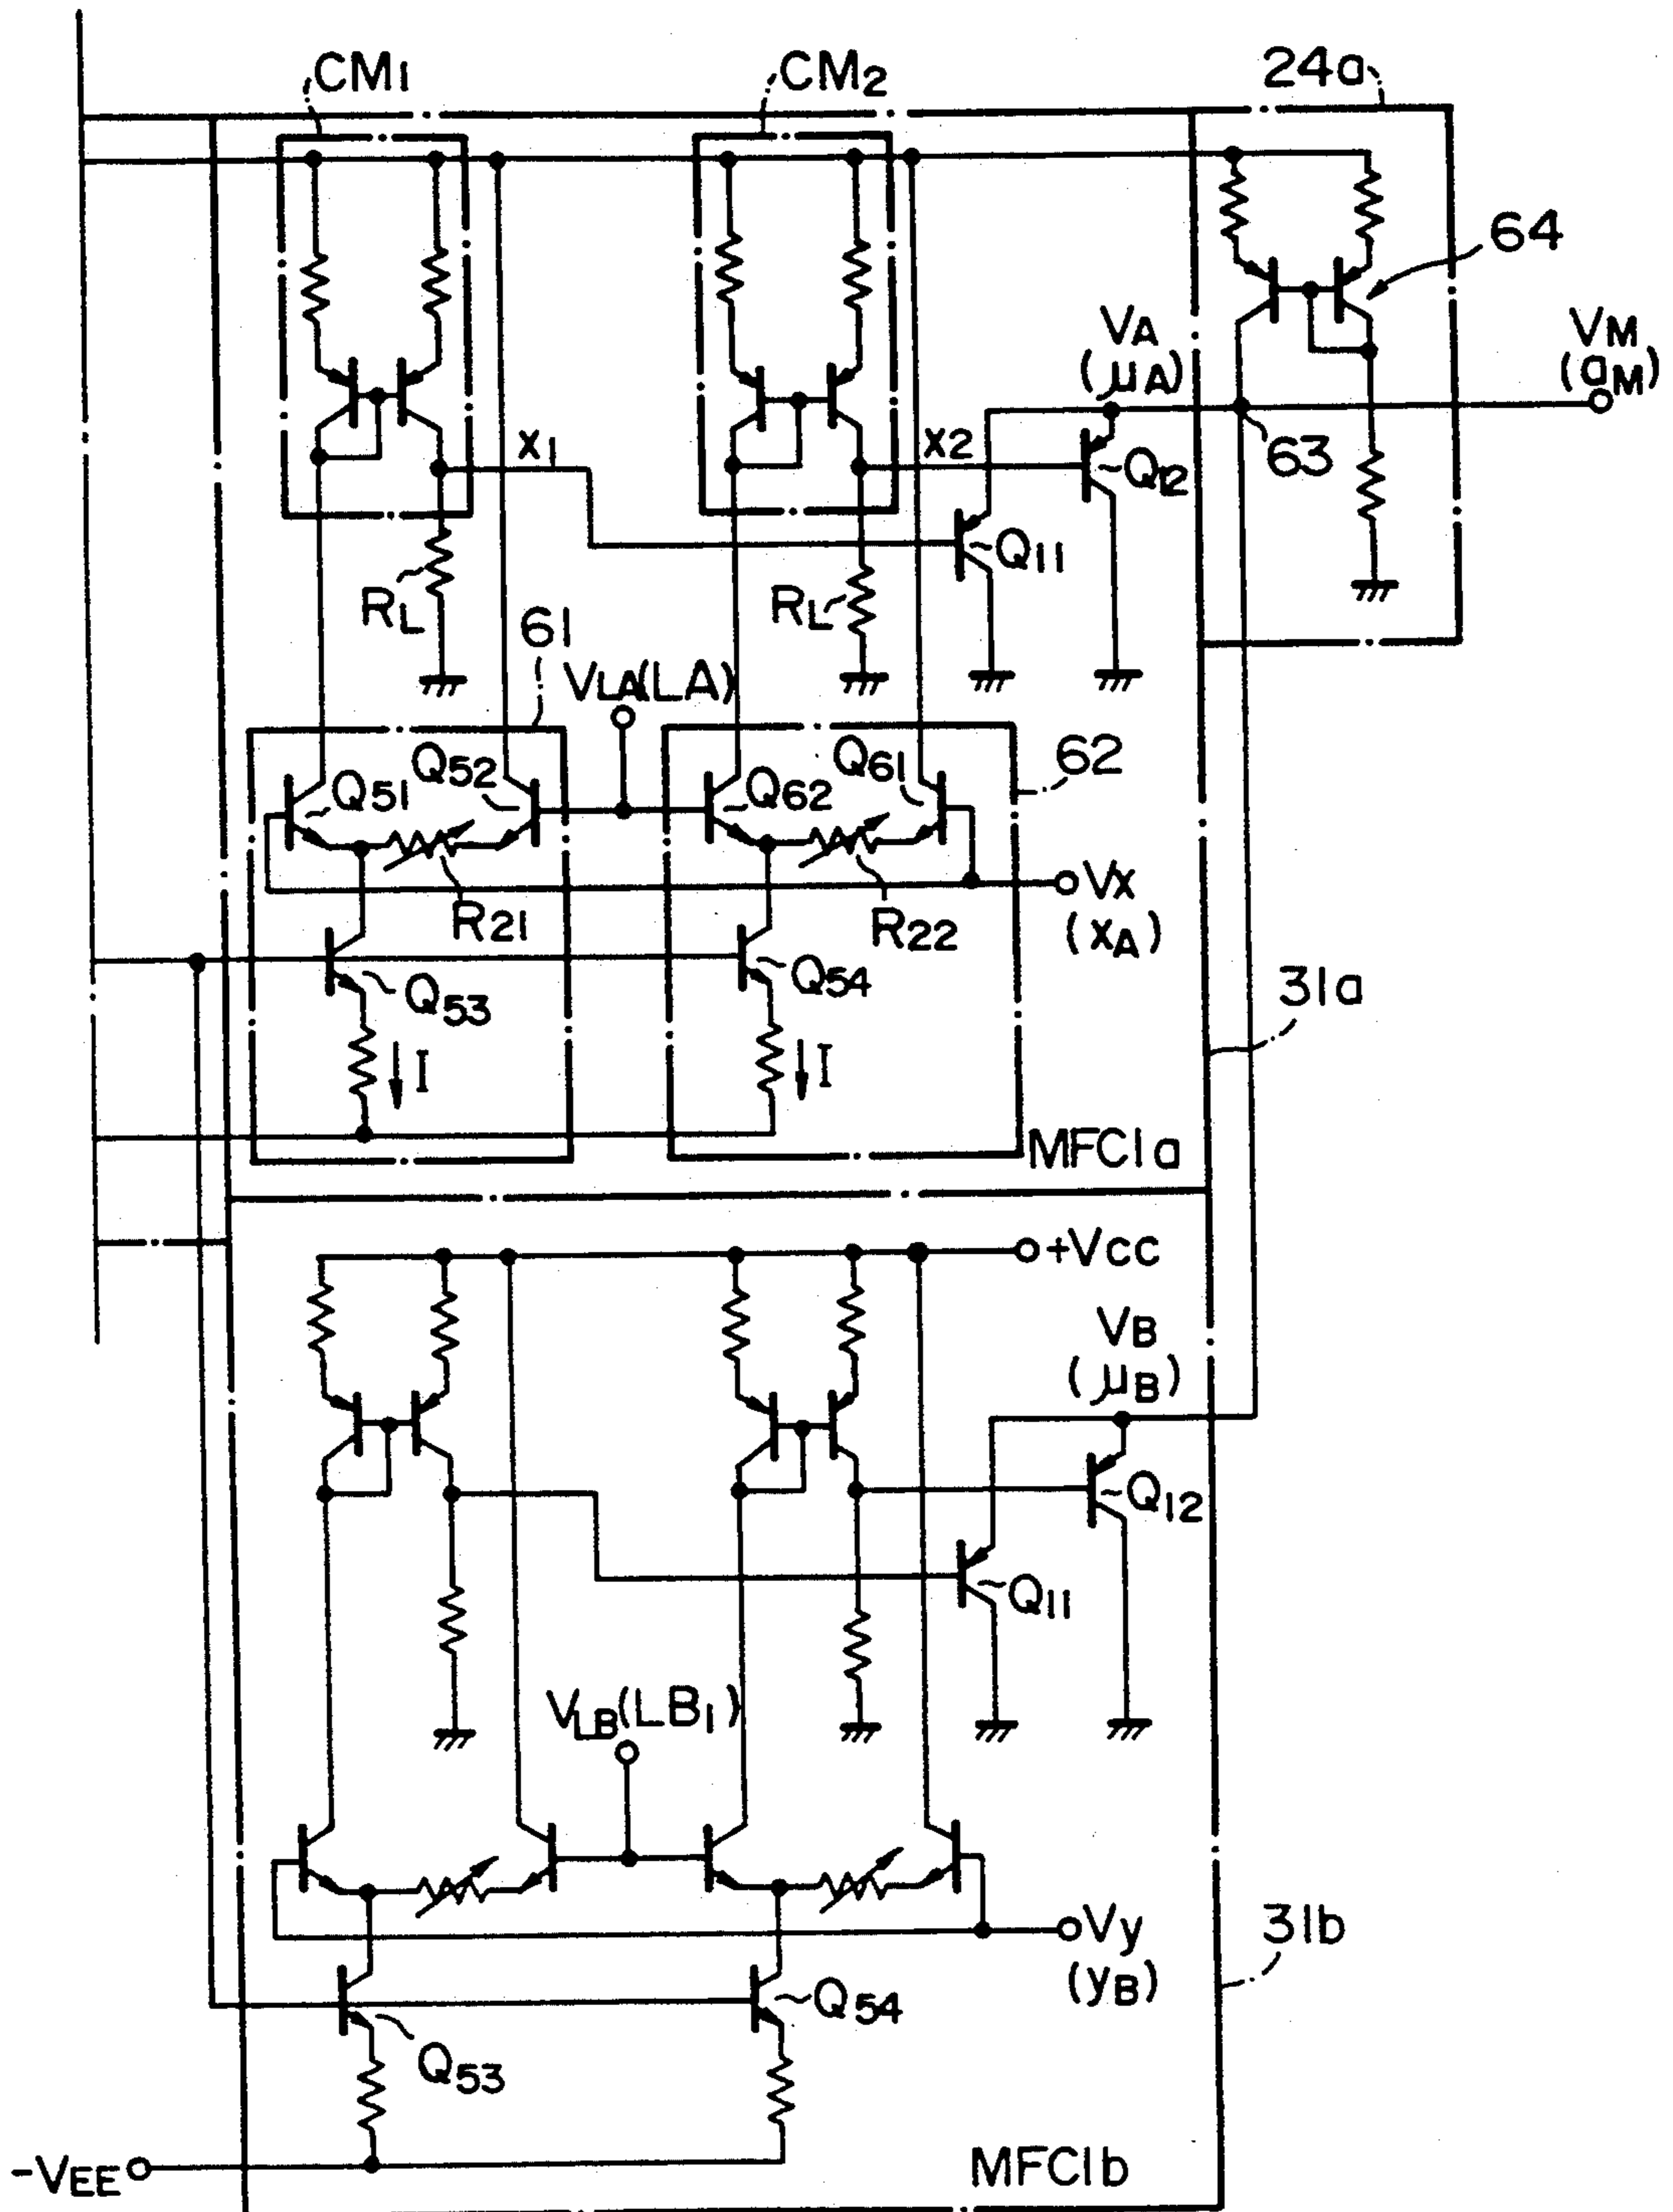 CM1
CM2
24a
64
VA
(μA)
VM
(aM)
X1
X2
Q12
63
Q11
RL
RL
61
VLA(LA)
62
Q51
Q52
Q62
Q61
R21
R22
Vx
(xA)
Q53
Q54
31a
I
I
MFC1a
+Vcc
VB
(μB)
Q12
Q11
VLB(LB1)
Vy
(yB)
31b
Q54
Q53
-VEE
MFC1b